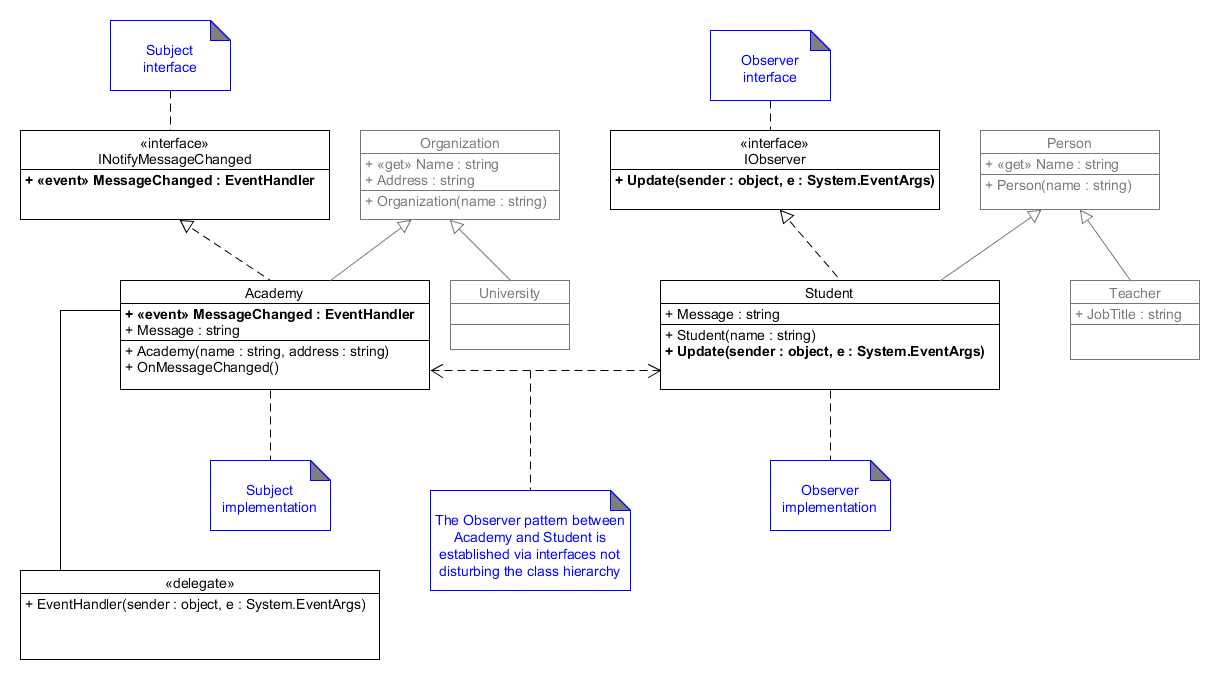 Subject
interface
Observer
interface
«interface»
INotifyMessageChanged
+ «event» MessageChanged : EventHandler
Organization
+ «get» Name : string
+ Address : string
+ Organization(name : string)
«interface»
IObserver
+ Update(sender : object, e : System.EventArgs)
Person
+ «get» Name : string
+ Person(name : string)
Academy
+ «event» MessageChanged : EventHandler
+ Message : string
+ Academy(name : string, address : string)
+ OnMessageChanged()
University
Student
+ Message : string
+ Student(name : string)
+ Update(sender : object, e : System.EventArgs)
Teacher
+ JobTitle : string
Subject
implementation
The Observer pattern between
Academy and Student is
established via interfaces not
disturbing the class hierarchy
Observer
implementation
«delegate»
+ EventHandler(sender : object, e : System.EventArgs)